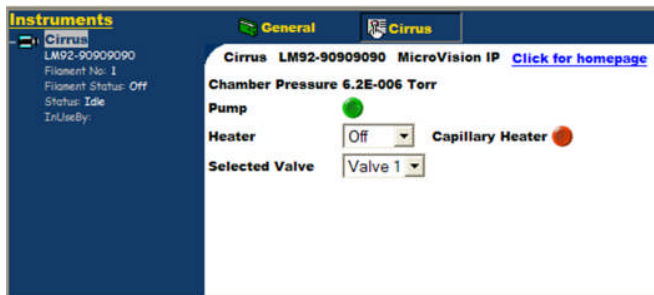 Instruments
Cirrus
LM92-90909090
Filament No: 1
Filament Status: Off
Status: Idle
InUseBy:
General
Cirrus
Cirrus LM92-90909090 MicroVision IP Click for homepage
Chamber Pressure 6.2E-006 Torr
Pump
Heater Off Capillary Heater
Selected Valve Valve 1